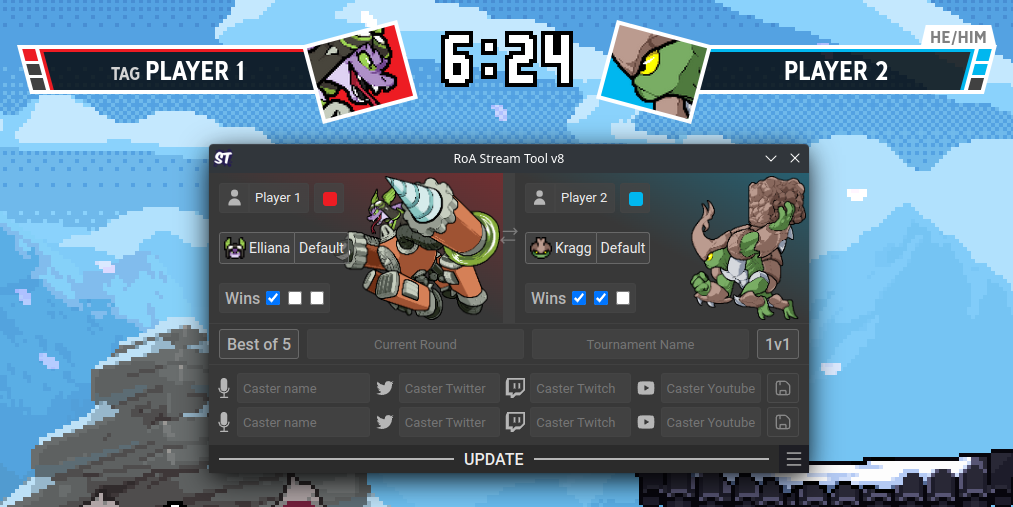 HE/HIM
TAG PLAYER 1
6:24
PLAYER 2
ST
RoA Stream Tool v8
Player 1
Player 2
Elliana Default
Kragg Default
Wins
Wins
Best of 5
Current Round
Tournament Name
1v1
Caster name
Caster Twitter
Caster Twitch
Caster Youtube
Caster name
Caster Twitter
Caster Twitch
Caster Youtube
UPDATE